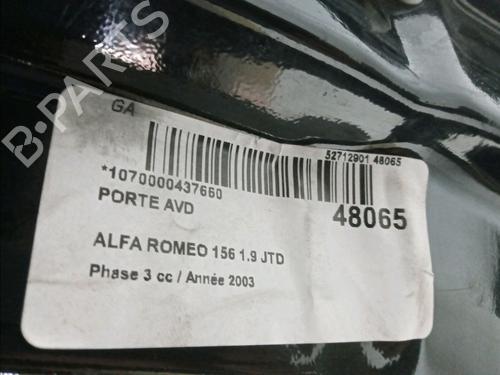 B-PARTS
GA
52712901 48065
*1070000437660
48065
PORTE AVD
ALFA ROMEO 156 1.9 JTD
Phase 3 cc / Année 2003